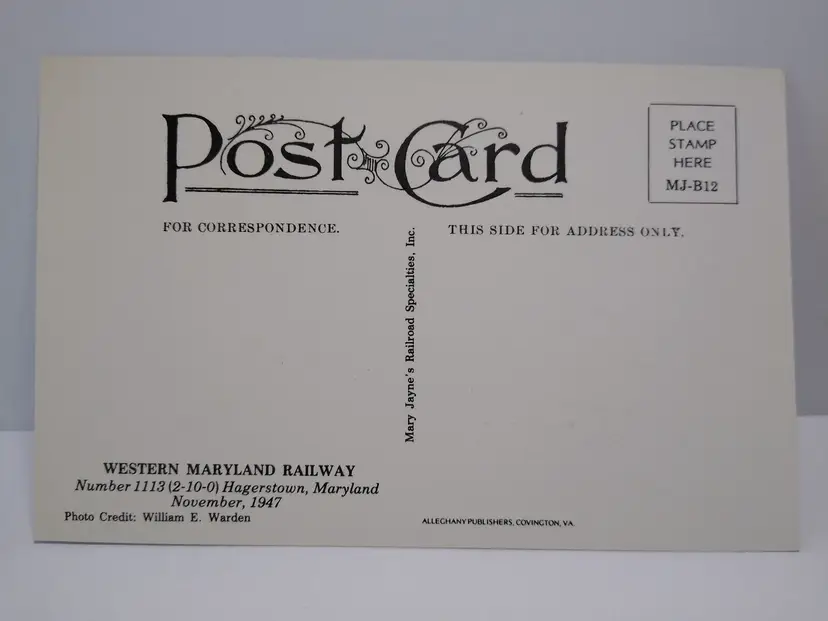 Post Card
PLACE
STAMP
HERE
MJ-B12
FOR CORRESPONDENCE.
THIS SIDE FOR ADDRESS ONLY.
Mary Jayne's Railroad Specialties, Inc.
WESTERN MARYLAND RAILWAY
Number 1113 (2-10-0) Hagerstown, Maryland
November, 1947
Photo Credit: William E. Warden
ALLEGHANY PUBLISHERS, COVINGTON, VA.